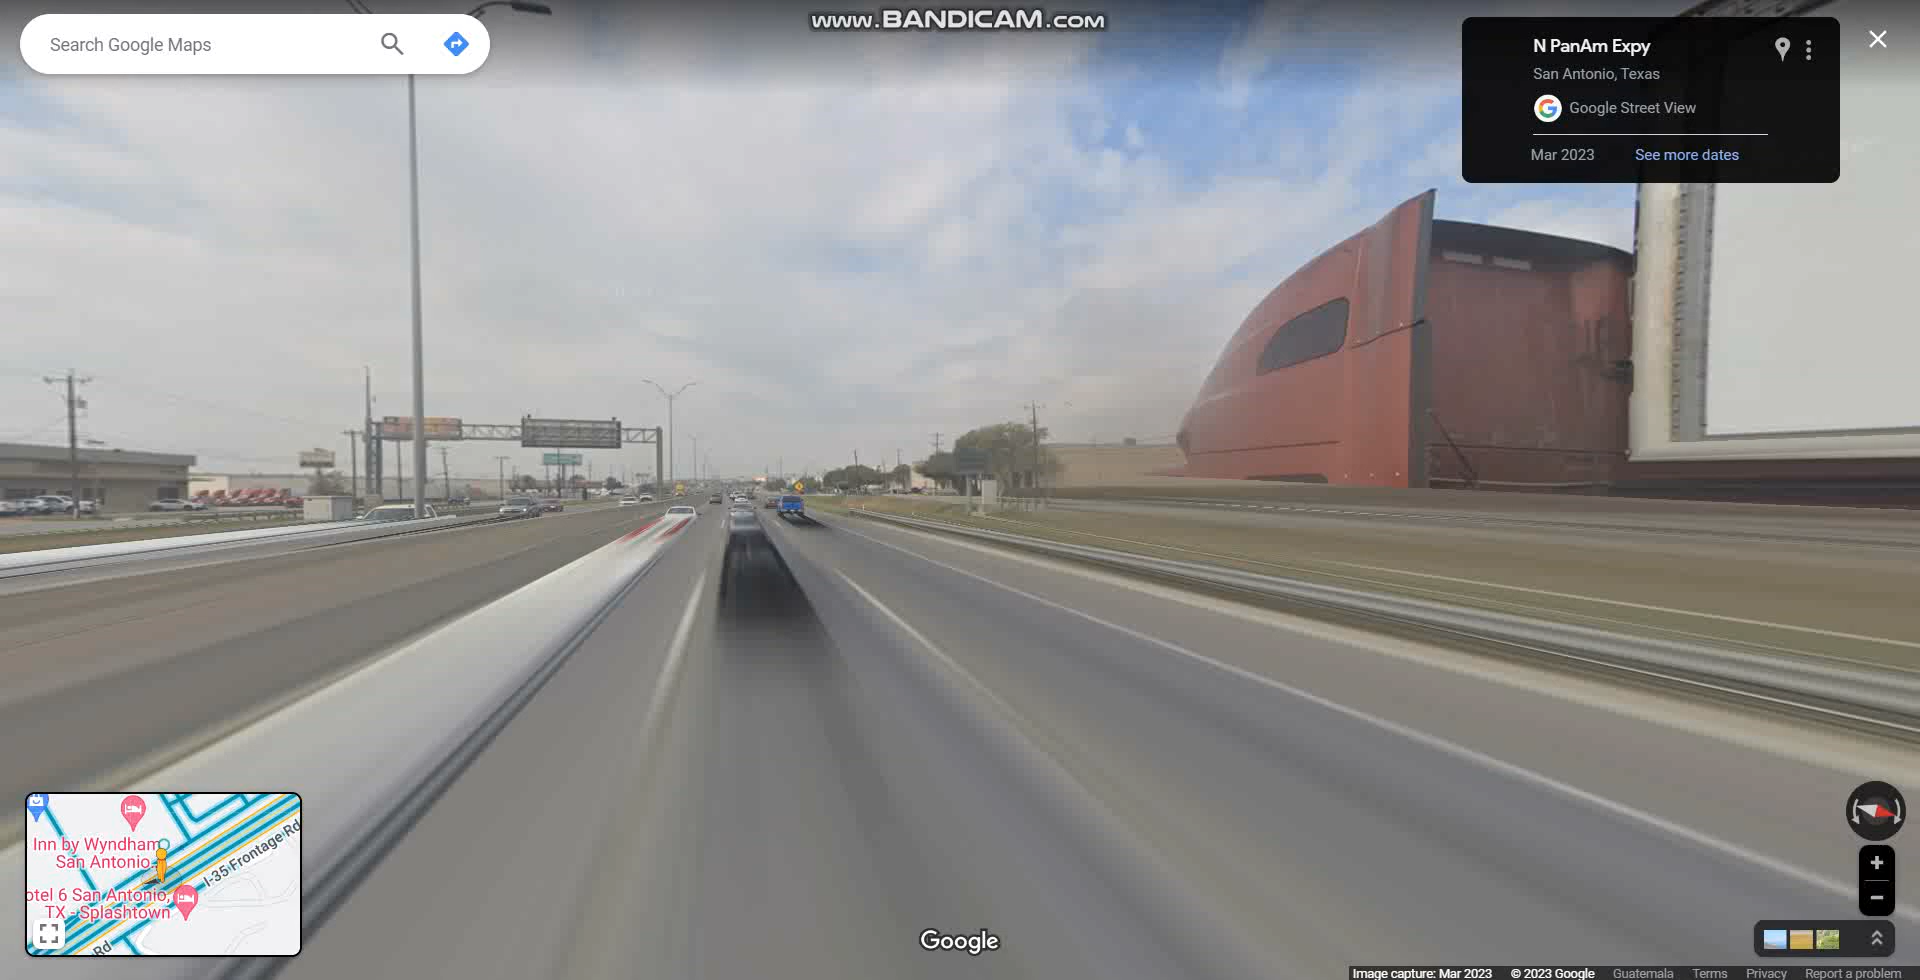 www.BANDICAM.com
Search Google Maps
N PanAm Expy
San Antonio, Texas
Google Street View
Mar 2023
See more dates
Inn by Wyndham
San Antonio
I-35 Frontage Rd
otel 6 San Antonio,
TX - Splashtown
Rd
Google
Image capture: Mar 2023
© 2023 Google
Guatemala
Terms
Privacy
Report a problem